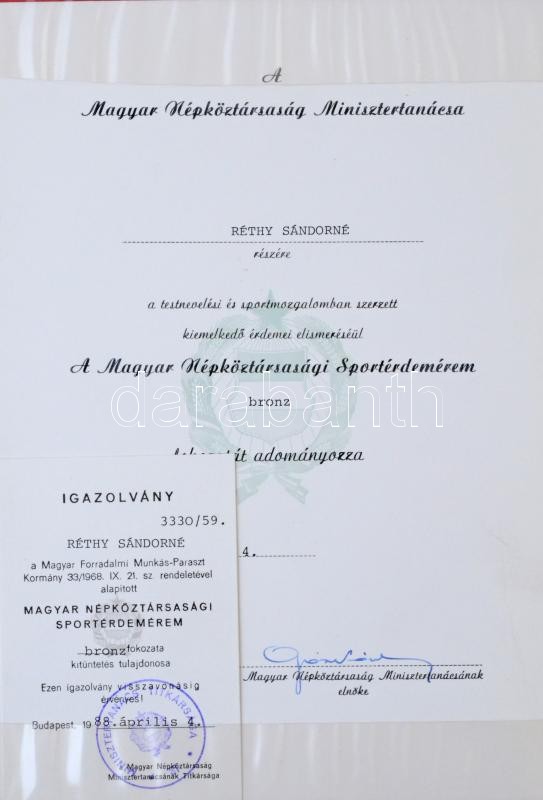 A
Magyar Népköztársaság Minisztertanácsa
RÉTHY SÁNDORNÉ
részére
a testnevelési és sportmozgalomban szerzett
kiemelkedő érdemei elismeréséül
A Magyar Népköztársasági Sportérdemérem
darabanth
bronz
adományozza
4.
Magyar Népköztársaság Minisztertanácsának
elnöke
IGAZOLVÁNY
3330/59.
RÉTHY SÁNDORNÉ
a Magyar Forradalmi Munkás-Paraszt
Kormány 33/1968. IX. 21. sz. rendeletével
alapított
MAGYAR NÉPKÖZTÁRSASÁGI
SPORTÉRDEMÉREM
bronz fokozata
kitüntetés tulajdonosa
Ezen igazolvány visszavonásig
érvényes!
Budapest, 1988. április 4.
MINISZTERTANÁCS TITKÁRSÁGA
Magyar Népköztársaság
Minisztertanácsának Titkársága